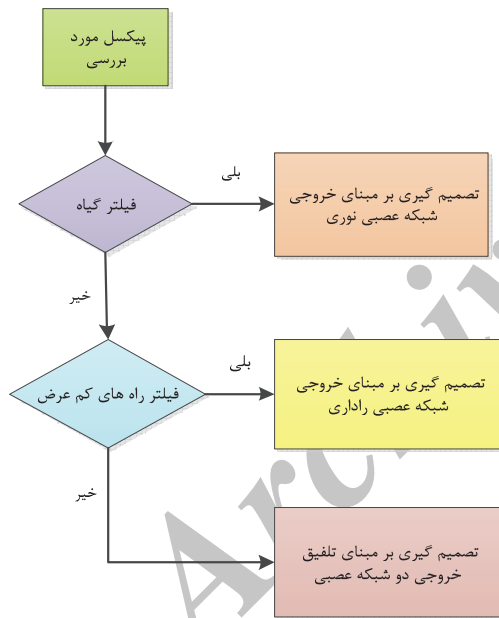 پیکسل مورد
بررسی
فیلتر گیاه
بلی
تصمیم گیری بر مبنای خروجی
شبکه عصبی نوری
خیر
فیلتر راه های کم عرض
بلی
تصمیم گیری بر مبنای خروجی
شبکه عصبی راداری
خیر
تصمیم گیری بر مبنای تلفیق
خروجی دو شبکه عصبی